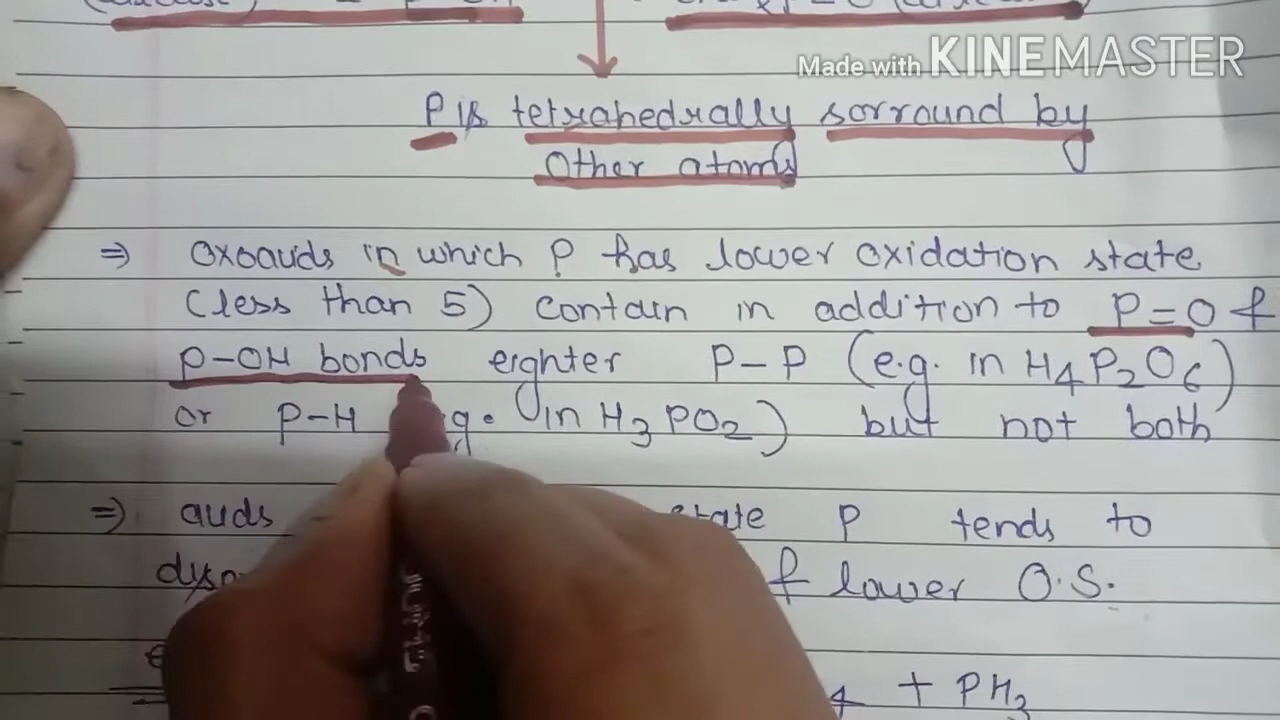 Made with KINEMASTER
P is tetrahedrally sorround by
Other atoms
⇒ oxoacids in which P has lower oxidation state
(less than 5) contain in addition to P=O &
P-OH bonds eighter P-P (e.g. in H4P2O6)
or P-H in H3PO2) but not both
⇒ acids state P tends to
& lower O.S.
4 + PH3